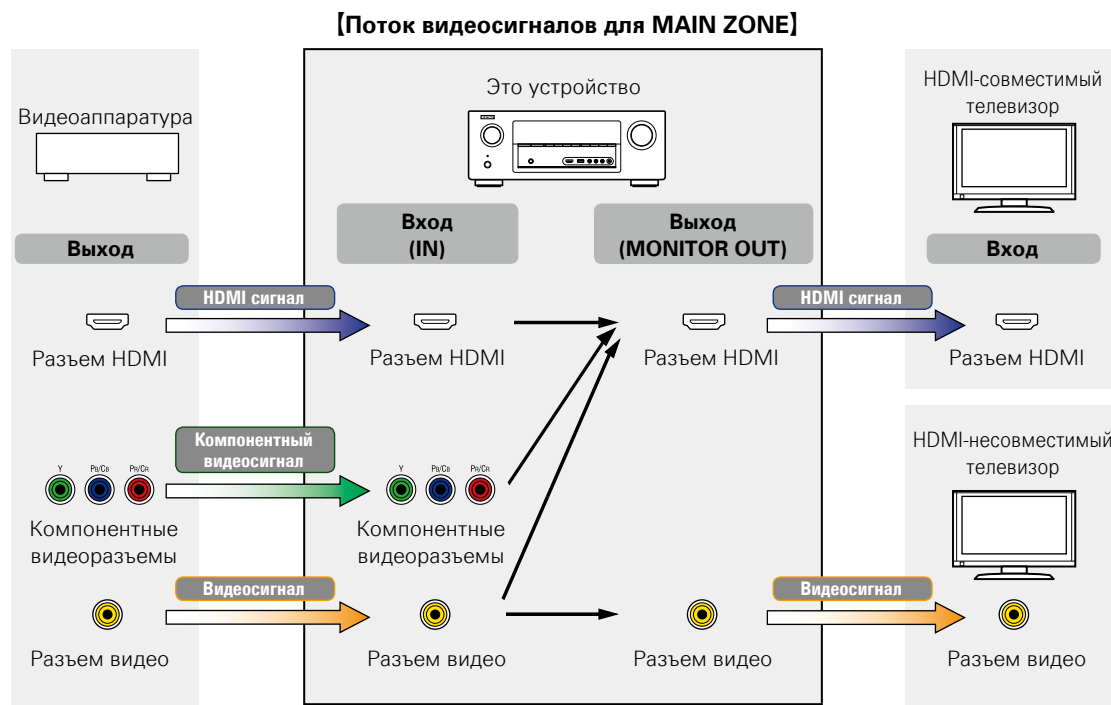 【Поток видеосигналов для MAIN ZONE】
Видеоаппаратура
Это устройство
HDMI-совместимый
телевизор
Выход
Вход
(IN)
Выход
(MONITOR OUT)
Вход
HDMI сигнал
HDMI сигнал
Разъем HDMI
Разъем HDMI
Разъем HDMI
Разъем HDMI
Компонентный
видеосигнал
HDMI-несовместимый
телевизор
Y PB/CB PR/CR
Y PB/CB PR/CR
Компонентные
видеоразъемы
Компонентные
видеоразъемы
Видеосигнал
Видеосигнал
Разъем видео
Разъем видео
Разъем видео
Разъем видео